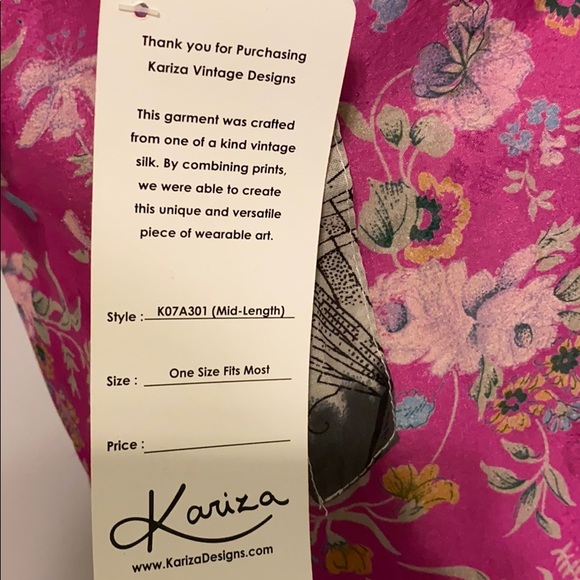 Thank you for Purchasing
Kariza Vintage Designs
This garment was crafted
from one of a kind vintage
silk. By combining prints,
we were able to create
this unique and versatile
piece of wearable art.
Style : K07A301 (Mid-Length)
Size : One Size Fits Most
Price :
Kariza
www.KarizaDesigns.com